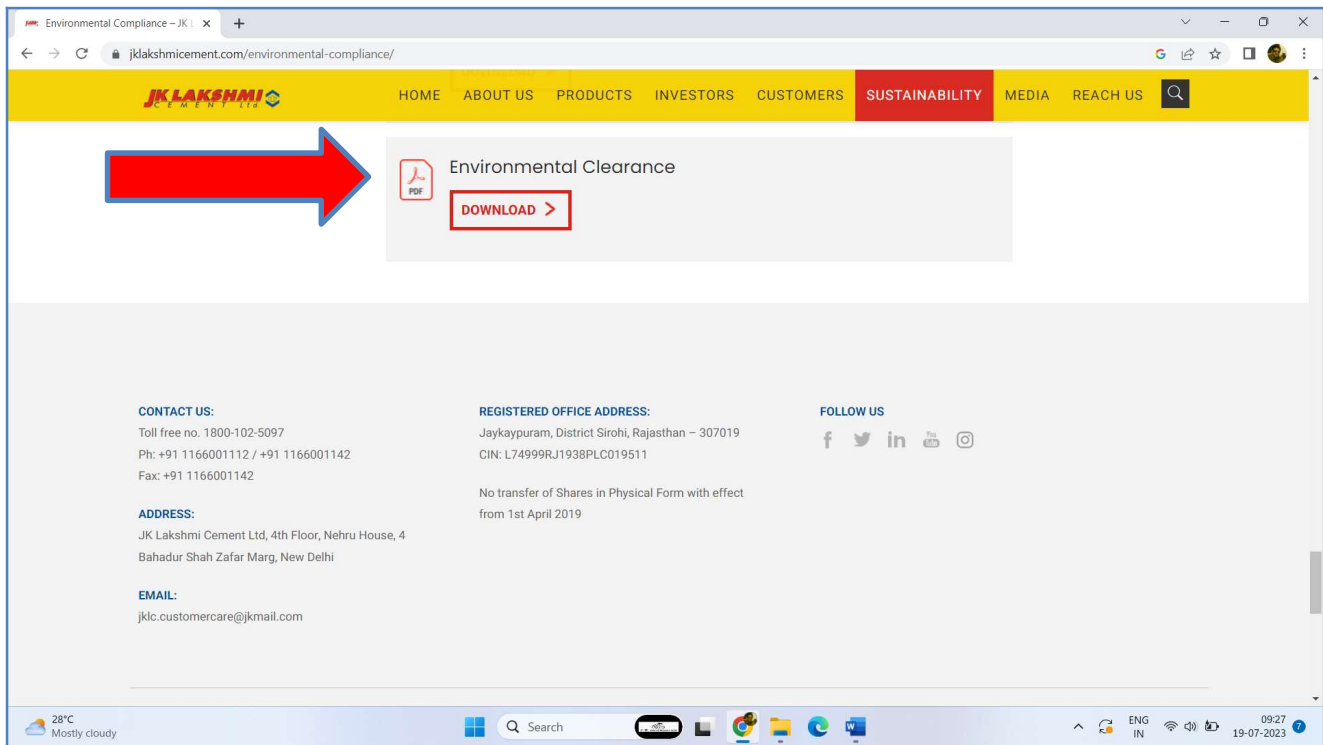 Environmental Compliance – JK L
jklakshmicement.com/environmental-compliance/
JK LAKSHMI
CEMENT Ltd
HOME ABOUT US PRODUCTS INVESTORS CUSTOMERS SUSTAINABILITY MEDIA REACH US
PDF
Environmental Clearance
DOWNLOAD >
CONTACT US:
Toll free no. 1800-102-5097
Ph: +91 1166001112 / +91 1166001142
Fax: +91 1166001142
ADDRESS:
JK Lakshmi Cement Ltd, 4th Floor, Nehru House, 4
Bahadur Shah Zafar Marg, New Delhi
EMAIL:
jklc.customercare@jkmail.com
REGISTERED OFFICE ADDRESS:
Jaykaypuram, District Sirohi, Rajasthan – 307019
CIN: L74999RJ1938PLC019511
No transfer of Shares in Physical Form with effect
from 1st April 2019
FOLLOW US
28°C
Mostly cloudy
Search
ENG
IN
09:27
19-07-2023
7